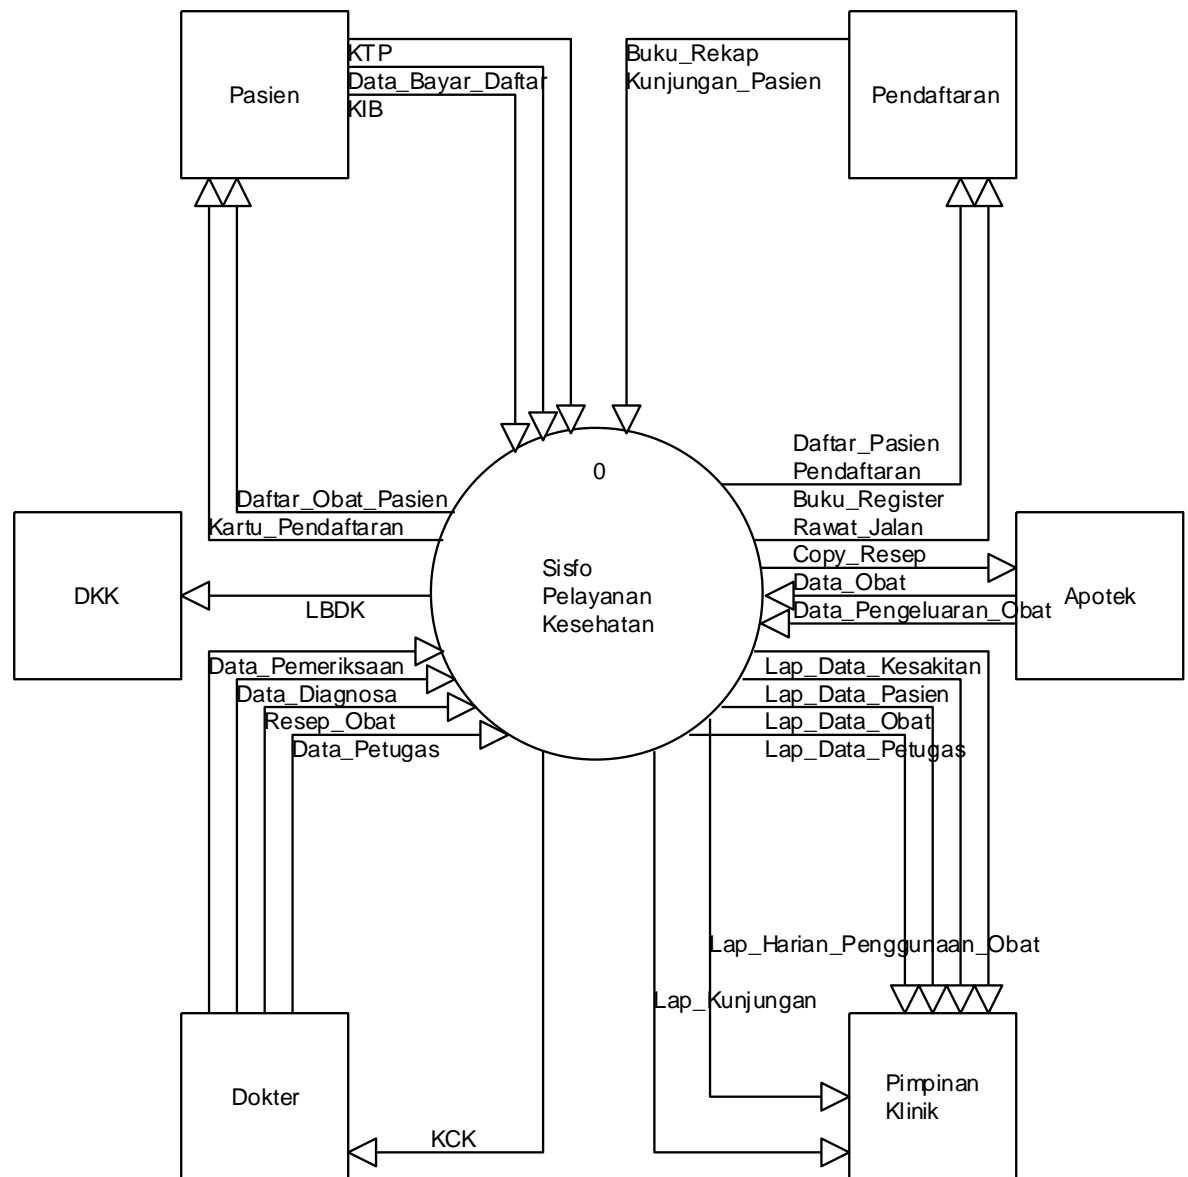 KTP
Data_Bayar_Daftar
KIB
Pasien
Buku_Rekap
Kunjungan_Pasien
Pendaftaran
Daftar_Pasien
Pendaftaran
Buku_Register
Rawat_Jalan
Copy_Resep
Data_Obat
Data_Pengeluaran_Obat
0
Sisfo
Pelayanan
Kesehatan
Daftar_Obat_Pasien
Kartu_Pendaftaran
DKK
LBDK
Apotek
Data_Pemeriksaan
Data_Diagnosa
Resep_Obat
Data_Petugas
Lap_Data_Kesakitan
Lap_Data_Pasien
Lap_Data_Obat
Lap_Data_Petugas
Lap_Harian_Penggunaan_Obat
Lap_Kunjungan
Dokter
KCK
Pimpinan
Klinik